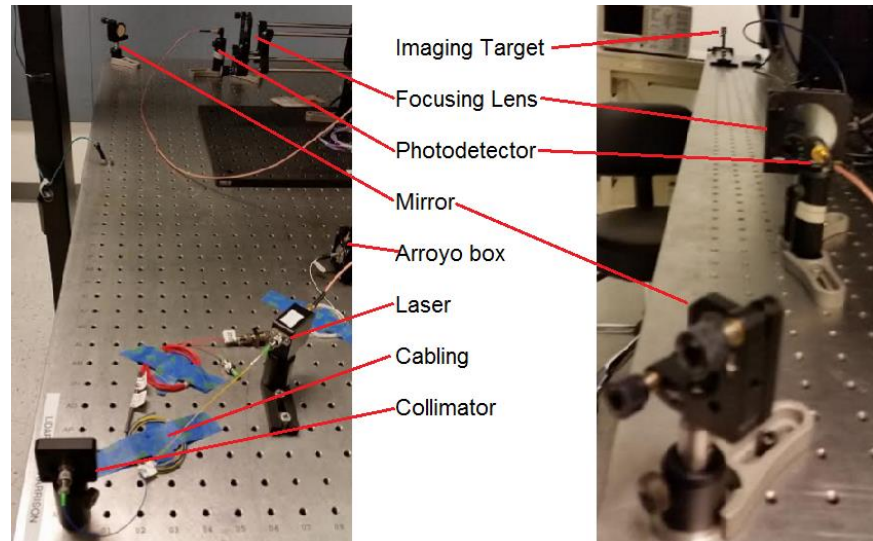 Imaging Target
Focusing Lens
Photodetector
Mirror
Arroyo box
Laser
Cabling
Collimator